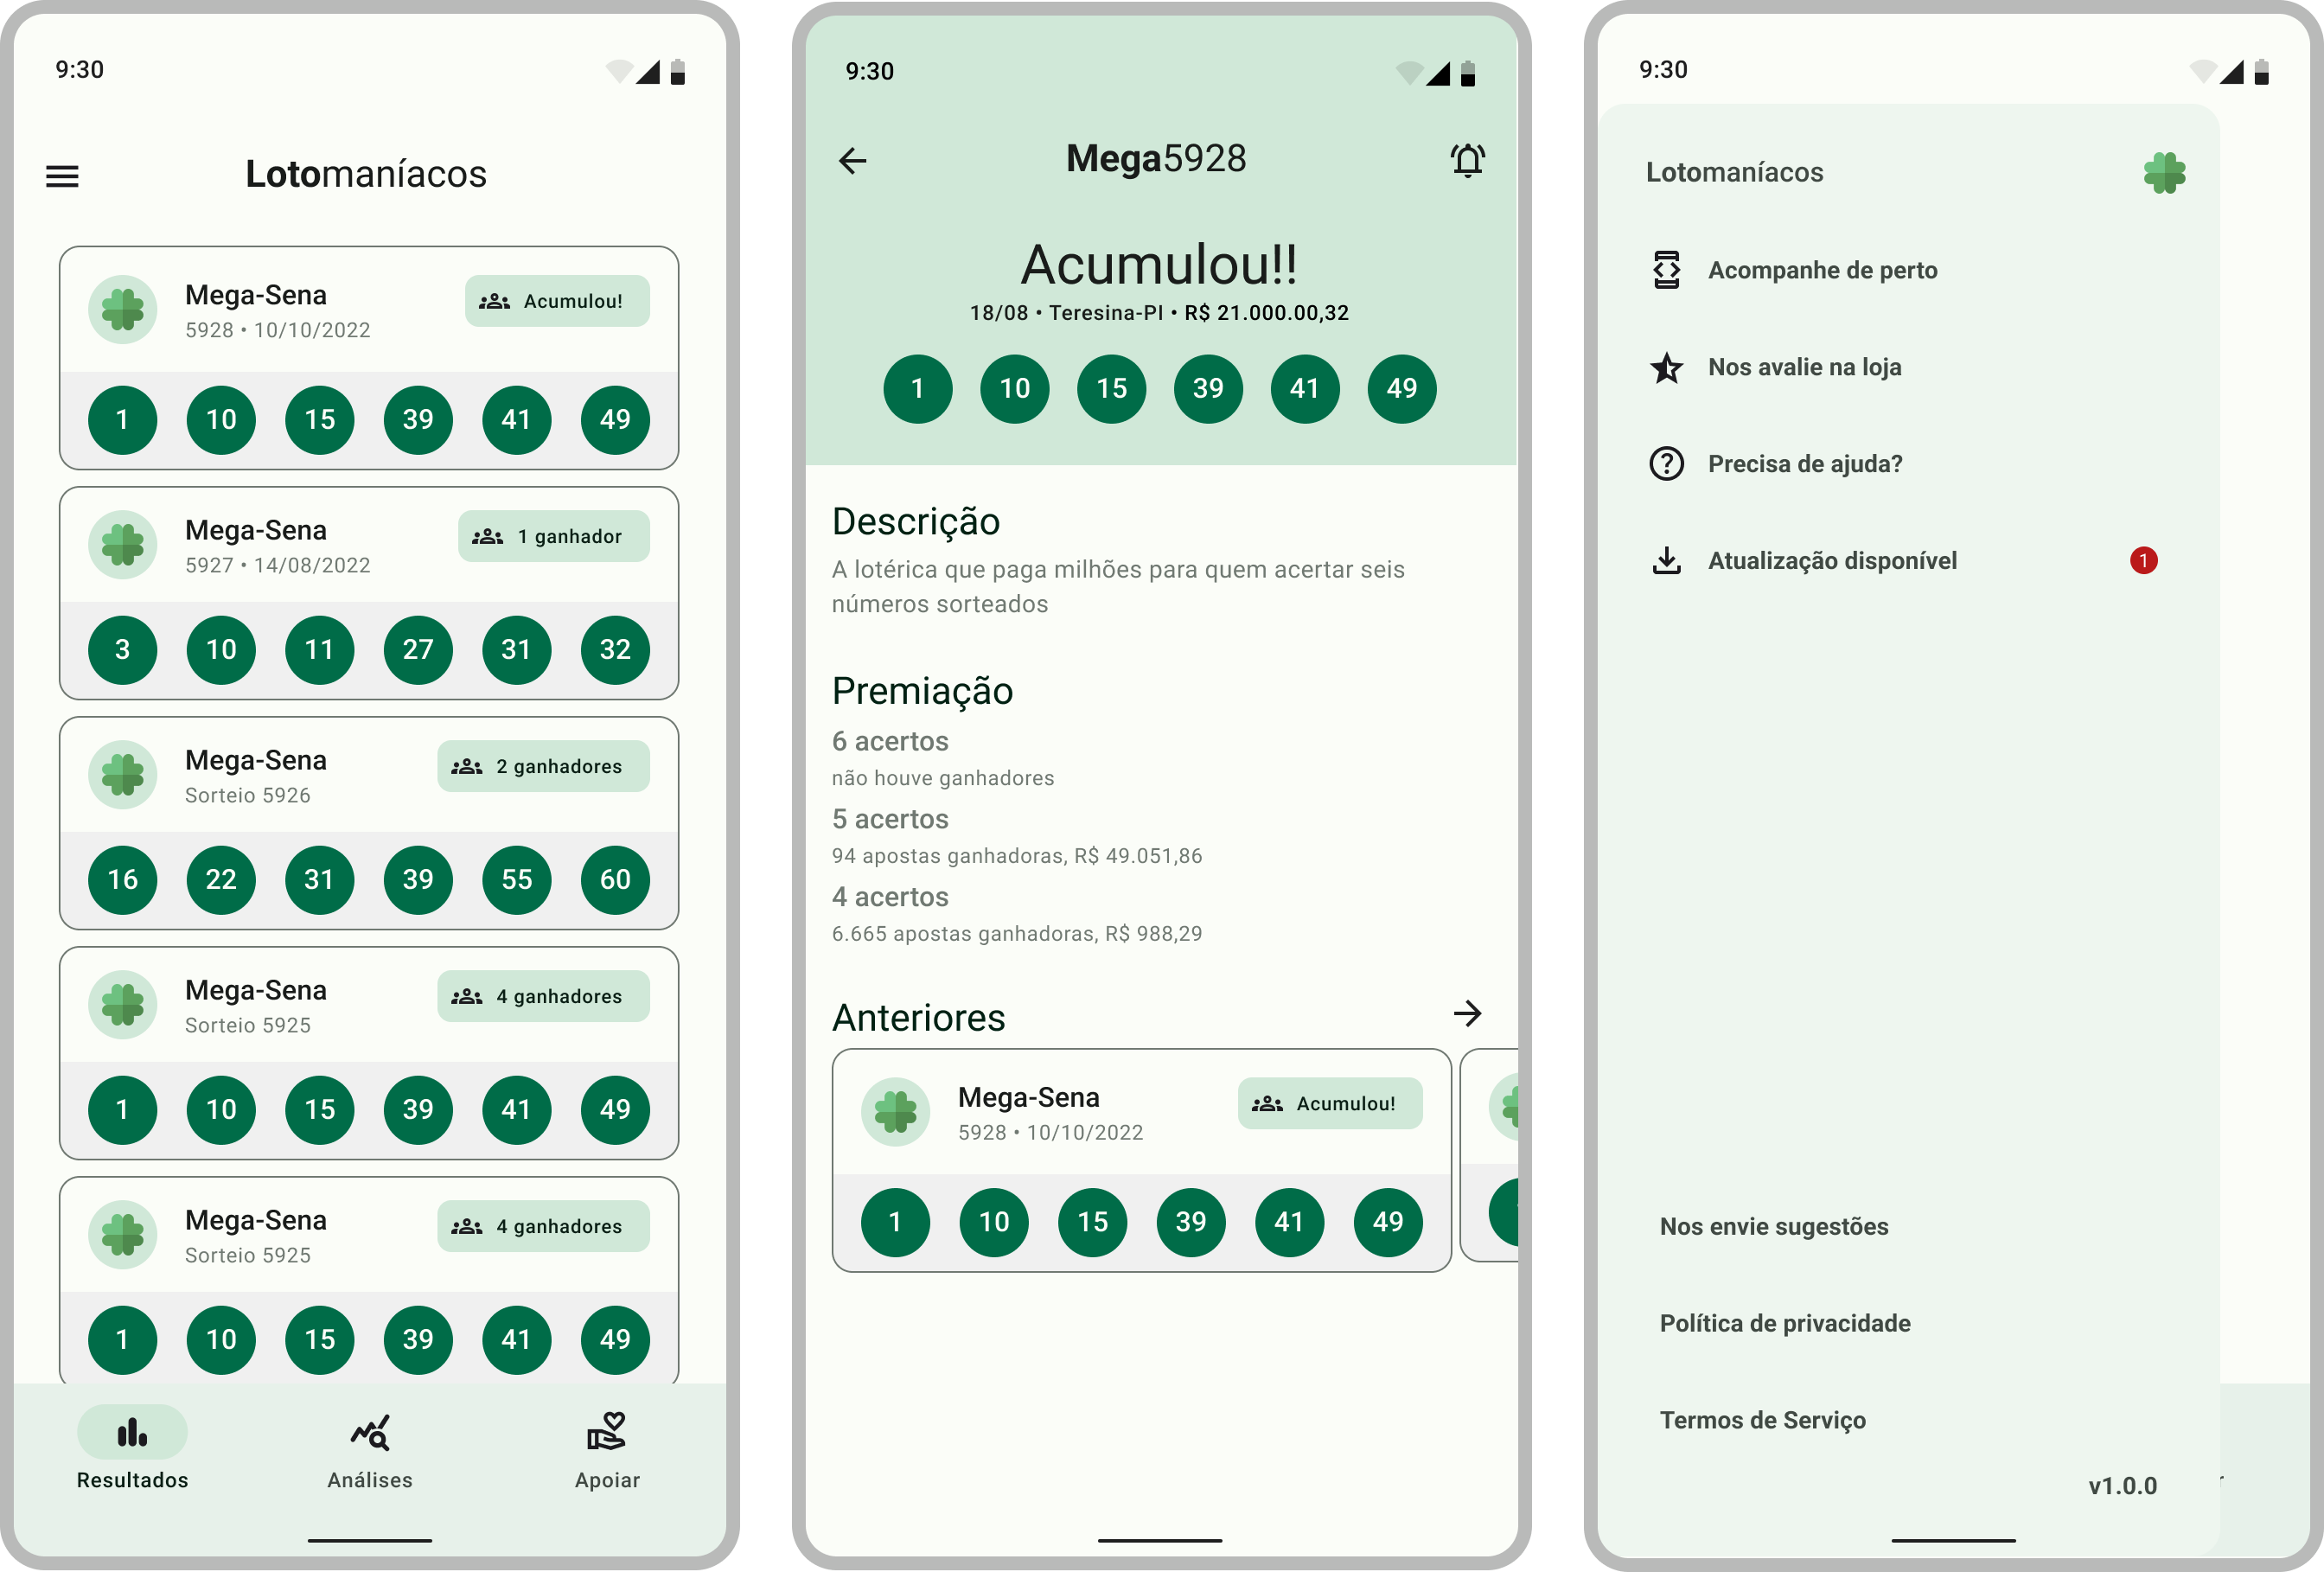 9:30
Lotomaníacos
Mega-Sena
Acumulou!
5928 • 10/10/2022
1 10 15 39 41 49
Mega-Sena
1 ganhador
5927 • 14/08/2022
3 10 11 27 31 32
Mega-Sena
2 ganhadores
Sorteio 5926
16 22 31 39 55 60
Mega-Sena
4 ganhadores
Sorteio 5925
1 10 15 39 41 49
Mega-Sena
4 ganhadores
Sorteio 5925
1 10 15 39 41 49
Resultados Análises Apoiar
9:30
Mega5928
Acumulou!!
18/08 • Teresina-PI • R$ 21.000.00,32
1 10 15 39 41 49
Descrição
A lotérica que paga milhões para quem acertar seis
números sorteados
Premiação
6 acertos
não houve ganhadores
5 acertos
94 apostas ganhadoras, R$ 49.051,86
4 acertos
6.665 apostas ganhadoras, R$ 988,29
Anteriores
Mega-Sena
Acumulou!
5928 • 10/10/2022
1 10 15 39 41 49
9:30
Lotomaníacos
Acompanhe de perto
Nos avalie na loja
Precisa de ajuda?
Atualização disponível 1
Nos envie sugestões
Política de privacidade
Termos de Serviço
v1.0.0